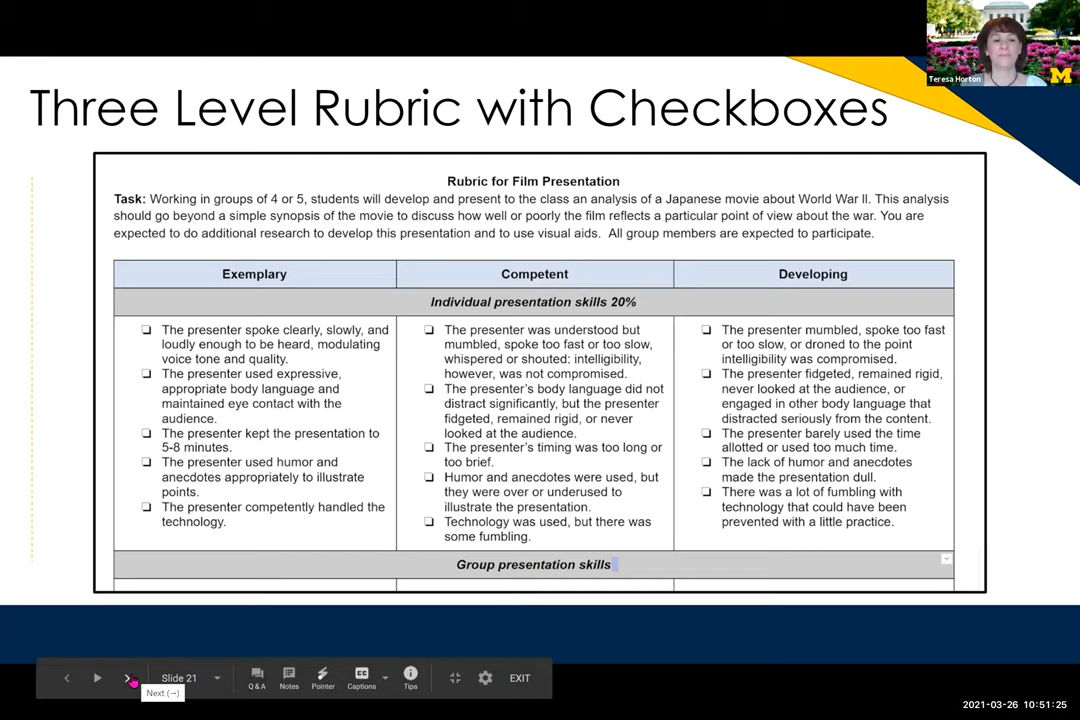 Teresa Horton
M
Three Level Rubric with Checkboxes
Rubric for Film Presentation
Task: Working in groups of 4 or 5, students will develop and present to the class an analysis of a Japanese movie about World War II. This analysis
should go beyond a simple synopsis of the movie to discuss how well or poorly the film reflects a particular point of view about the war. You are
expected to do additional research to develop this presentation and to use visual aids.  All group members are expected to participate.
Exemplary
Competent
Developing
Individual presentation skills 20%
❏ The presenter spoke clearly, slowly, and
loudly enough to be heard, modulating
voice tone and quality.
❏ The presenter used expressive,
appropriate body language and
maintained eye contact with the
audience.
❏ The presenter kept the presentation to
5-8 minutes.
❏ The presenter used humor and
anecdotes appropriately to illustrate
points.
❏ The presenter competently handled the
technology.
❏ The presenter was understood but
mumbled, spoke too fast or too slow,
whispered or shouted: intelligibility,
however, was not compromised.
❏ The presenter's body language did not
distract significantly, but the presenter
fidgeted, remained rigid, or never
looked at the audience.
❏ The presenter's timing was too long or
too brief.
❏ Humor and anecdotes were used, but
they were over or underused to
illustrate the presentation.
❏ Technology was used, but there was
some fumbling.
❏ The presenter mumbled, spoke too fast
or too slow, or droned to the point
intelligibility was compromised.
❏ The presenter fidgeted, remained rigid,
never looked at the audience, or
engaged in other body language that
distracted seriously from the content.
❏ The presenter barely used the time
allotted or used too much time.
❏ The lack of humor and anecdotes
made the presentation dull.
❏ There was a lot of fumbling with
technology that could have been
prevented with a little practice.
Group presentation skills
Slide 21
Q & A
Notes
Pointer
Captions
Tips
EXIT
Next (→)
2021-03-26 10:51:25